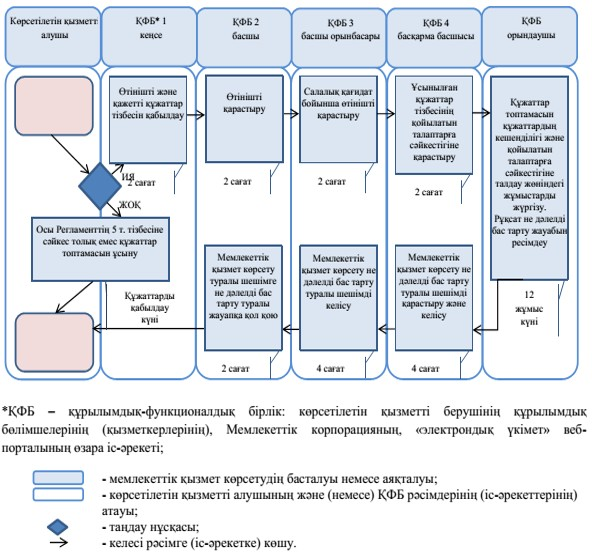 Көрсетілетін қызметті
алушы
ҚФБ* 1
кеңсе
ҚФБ 2
басшы
ҚФБ 3
басшы орынбасары
ҚФБ 4
басқарма басшысы
ҚФБ
орындаушы
Өтінішті және
қажетті құжаттар
тізбесін қабылдау
Өтінішті
қарастыру
Салалық қағидат
бойынша өтінішті
қарастыру
Ұсынылған
құжаттар
тізбесінің
қойылатын
талаптарға
сәйкестігіне
қарастыру
Құжаттар
топтамасын
құжаттардың
кешенділігі және
қойылатын
талаптарға
сәйкестігіне
талдау жөніндегі
жұмыстарды
жүргізу.
Рұқсат не дәлелді
бас тарту жауабын
ресімдеу
ИЯ
2 сағат
2 сағат
2 сағат
2 сағат
ЖОҚ
Осы Регламенттің 5 т. тізбесіне
сәйкес толық емес құжаттар
топтамасын ұсыну
Мемлекеттік
қызмет көрсету
туралы шешімге
не дәлелді бас
тарту туралы
жауапқа қол қою
Мемлекеттік
қызмет көрсету не
дәлелді бас тарту
туралы шешімді
келісу
Мемлекеттік
қызмет көрсету не
дәлелді бас тарту
туралы шешімді
қарастыру және
келісу
Құжаттарды
қабылдау
күні
12
жұмыс
күні
2 сағат
4 сағат
4 сағат
*ҚФБ – құрылымдық-функционалдық бірлік: көрсетілетін қызметті берушінің құрылымдық
бөлімшелерінің (қызметкерлерінің), Мемлекеттік корпорацияның, «электрондық үкімет» веб-
порталының өзара іс-әрекеті;
- мемлекеттік қызмет көрсетудің басталуы немесе аяқталуы;
- көрсетілетін қызметті алушының және (немесе) ҚФБ рәсімдерінің (іс-әрекеттерінің)
атауы;
- таңдау нұсқасы;
- келесі рәсімге (іс-әрекетке) көшу.